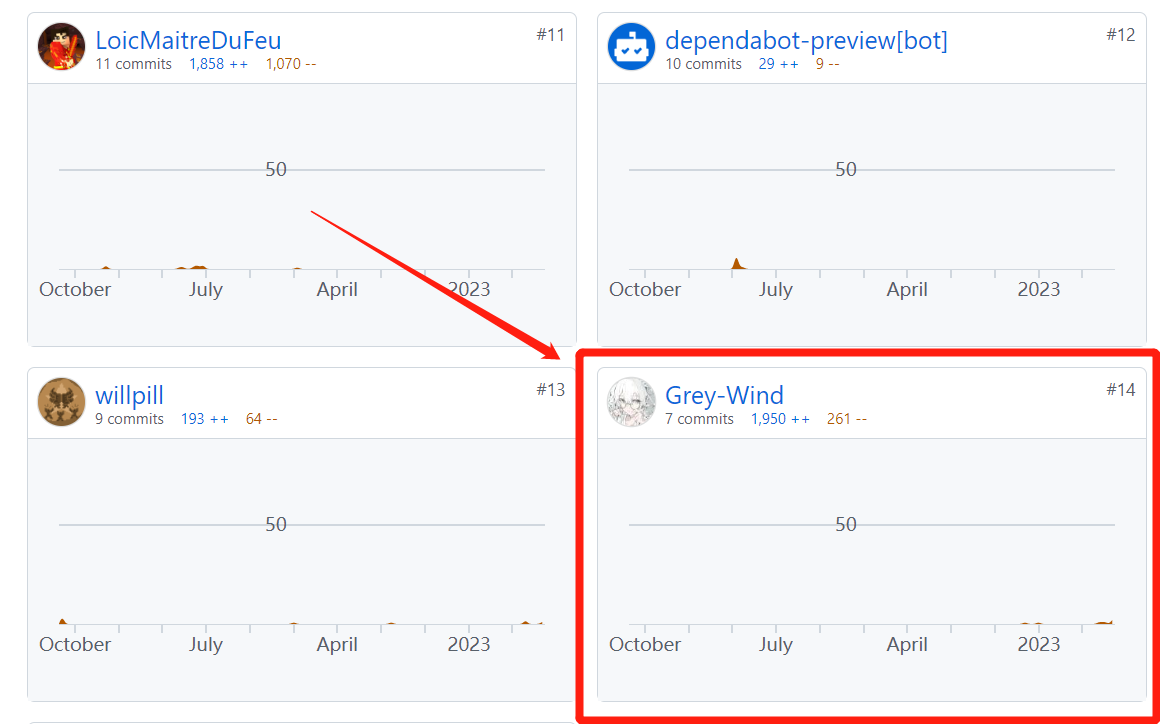 LoicMaitreDuFeu
#11
11 commits 1,858 ++ 1,070 --
50
October July April 2023
dependabot-preview[bot]
#12
10 commits 29 ++ 9 --
50
October July April 2023
willpill
#13
9 commits 193 ++ 64 --
50
October July April 2023
Grey-Wind
#14
7 commits 1,950 ++ 261 --
50
October July April 2023